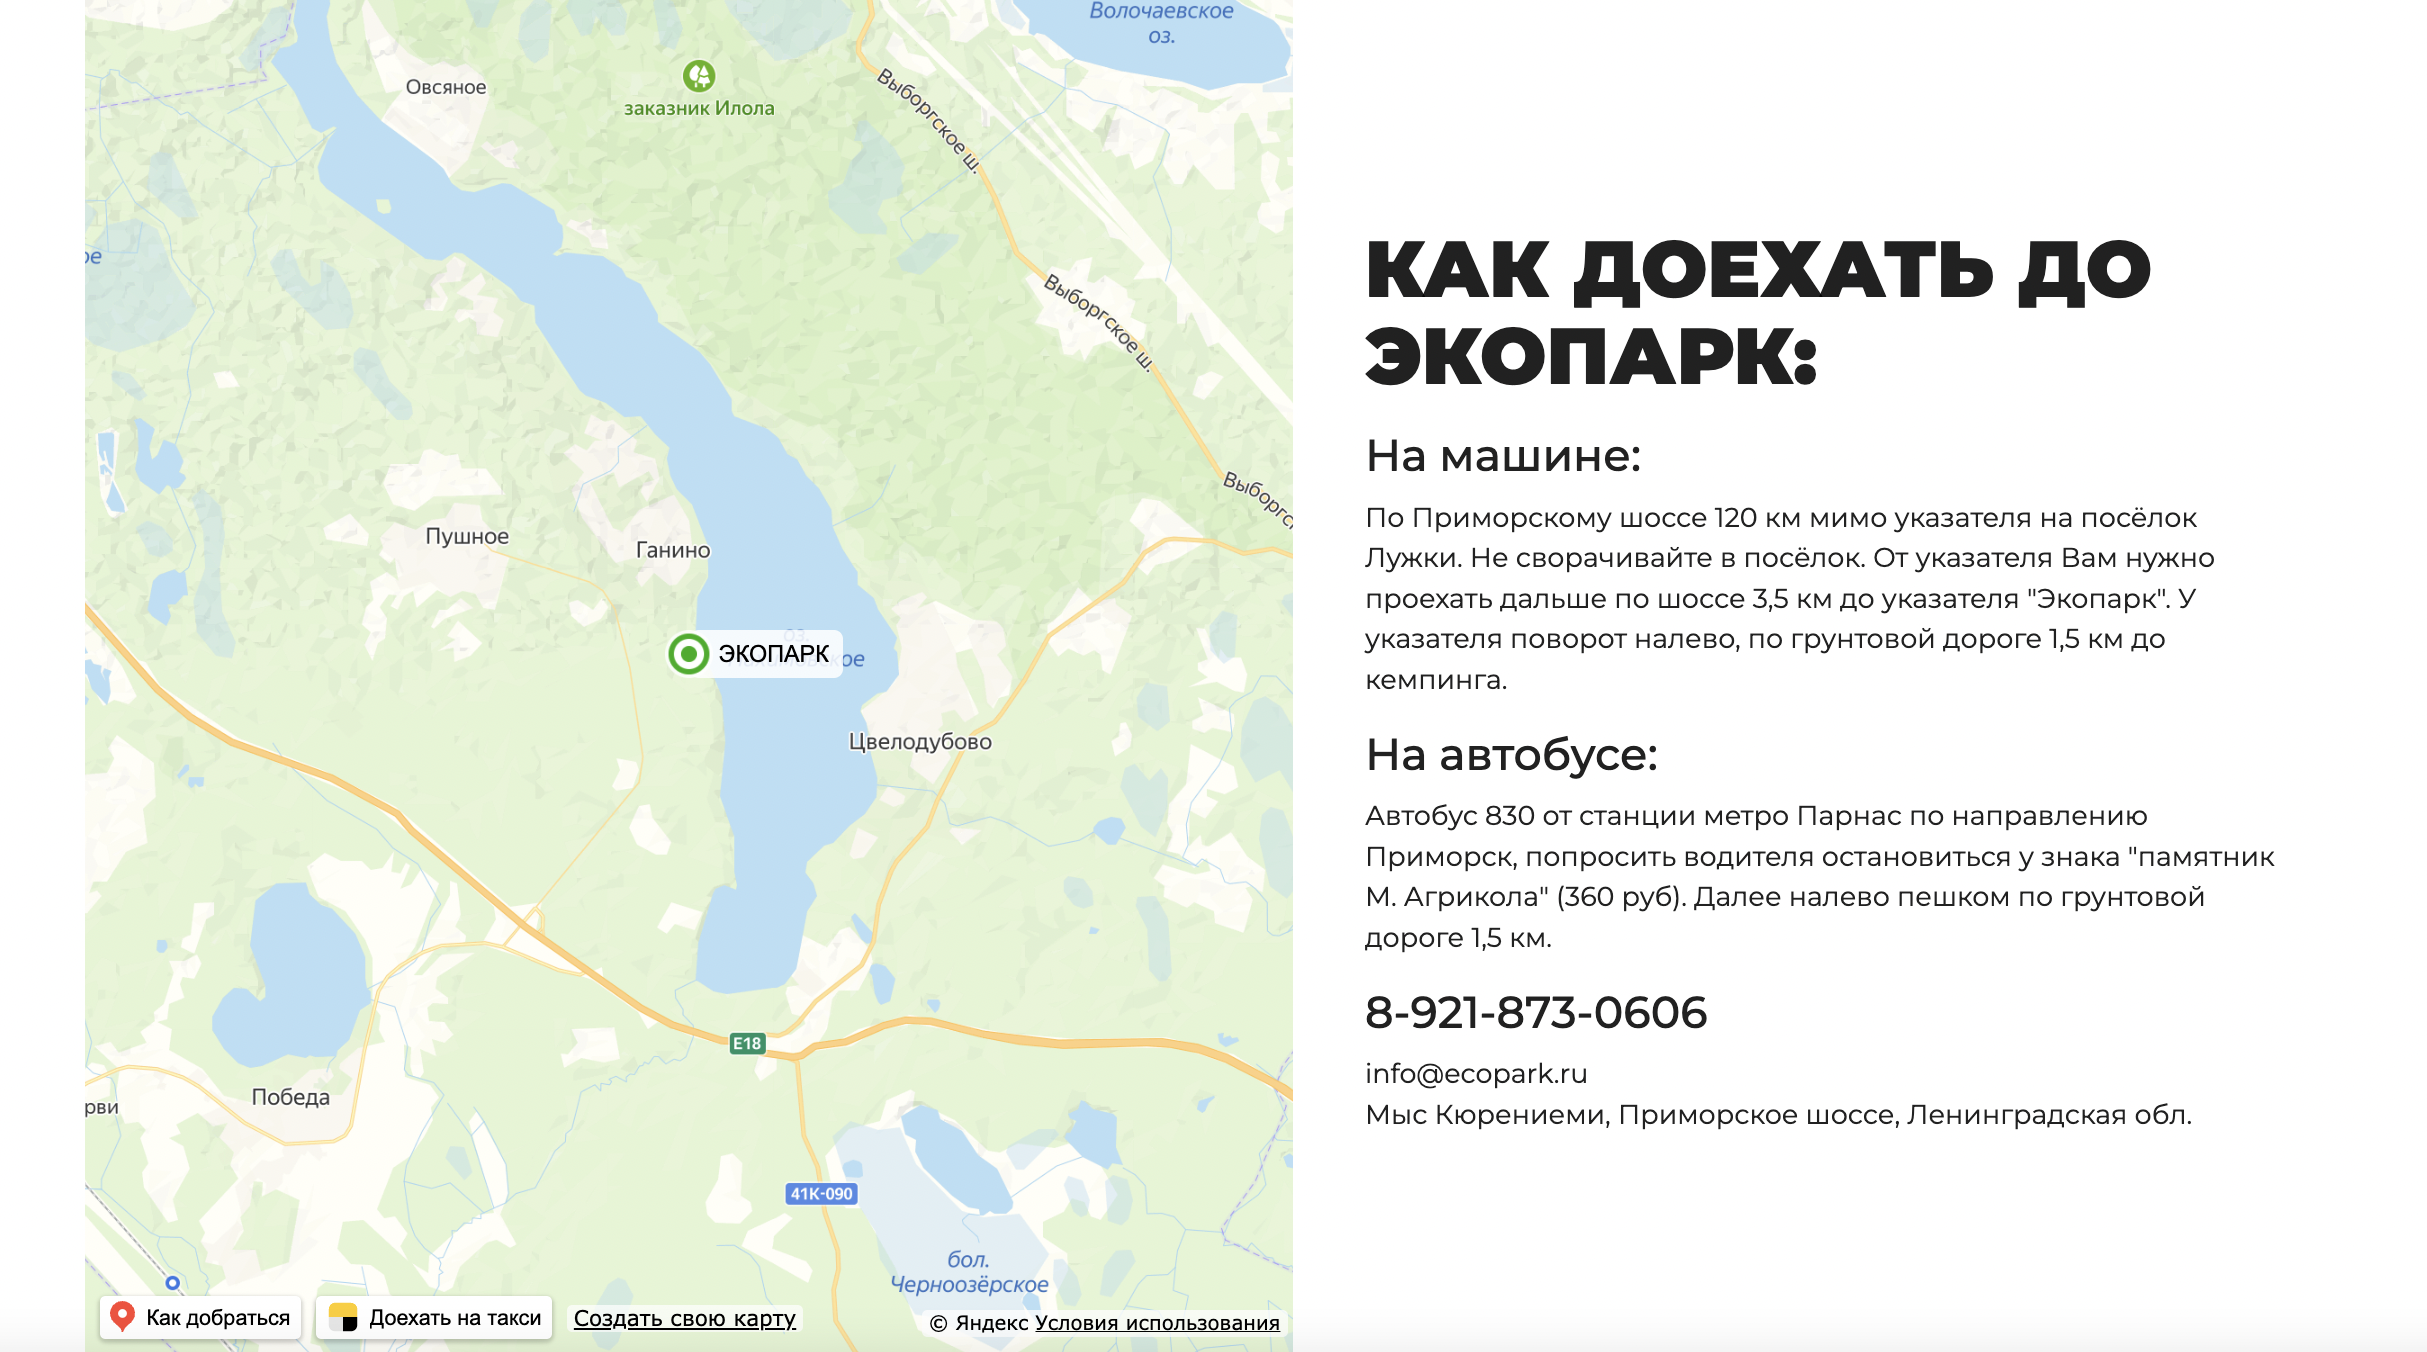 Волочаевское
оз.
Овсяное
заказник Илола
Выборгское ш.
Выборгское ш.
Пушное
Ганино
оз.
ЭКОПАРК
Цвелодубово
E18
Победа
рви
41К-090
бол.
Черноозёрское
Как добраться
Доехать на такси
Создать свою карту
© Яндекс Условия использования
КАК ДОЕХАТЬ ДО
ЭКОПАРК:
На машине:
По Приморскому шоссе 120 км мимо указателя на посёлок
Лужки. Не сворачивайте в посёлок. От указателя Вам нужно
проехать дальше по шоссе 3,5 км до указателя "Экопарк". У
указателя поворот налево, по грунтовой дороге 1,5 км до
кемпинга.
На автобусе:
Автобус 830 от станции метро Парнас по направлению
Приморск, попросить водителя остановиться у знака "памятник
М. Агрикола" (360 руб). Далее налево пешком по грунтовой
дороге 1,5 км.
8-921-873-0606
info@ecopark.ru
Мыс Кюрениеми, Приморское шоссе, Ленинградская обл.